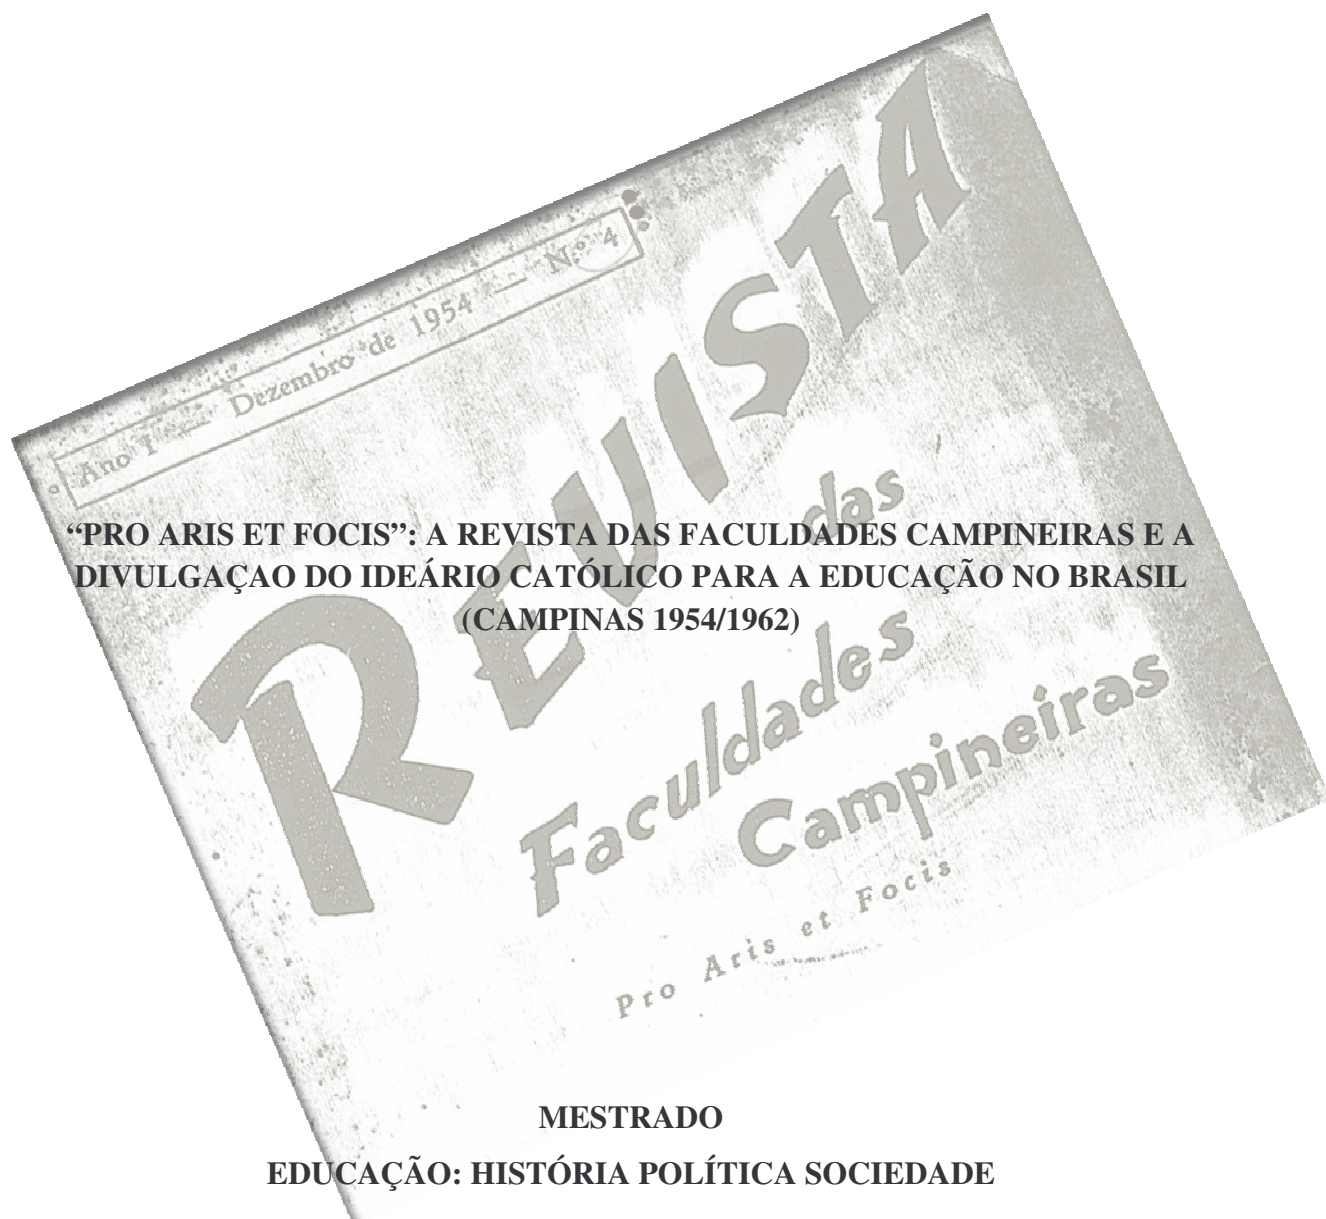 Ano I — Dezembro de 1954 — N.º 4
REVISTA
das
Faculdades
Campineiras
Pro Aris et Focis
“PRO ARIS ET FOCIS”: A REVISTA DAS FACULDADES CAMPINEIRAS E A
DIVULGAÇAO DO IDEÁRIO CATÓLICO PARA A EDUCAÇÃO NO BRASIL
(CAMPINAS 1954/1962)
MESTRADO
EDUCAÇÃO: HISTÓRIA POLÍTICA SOCIEDADE